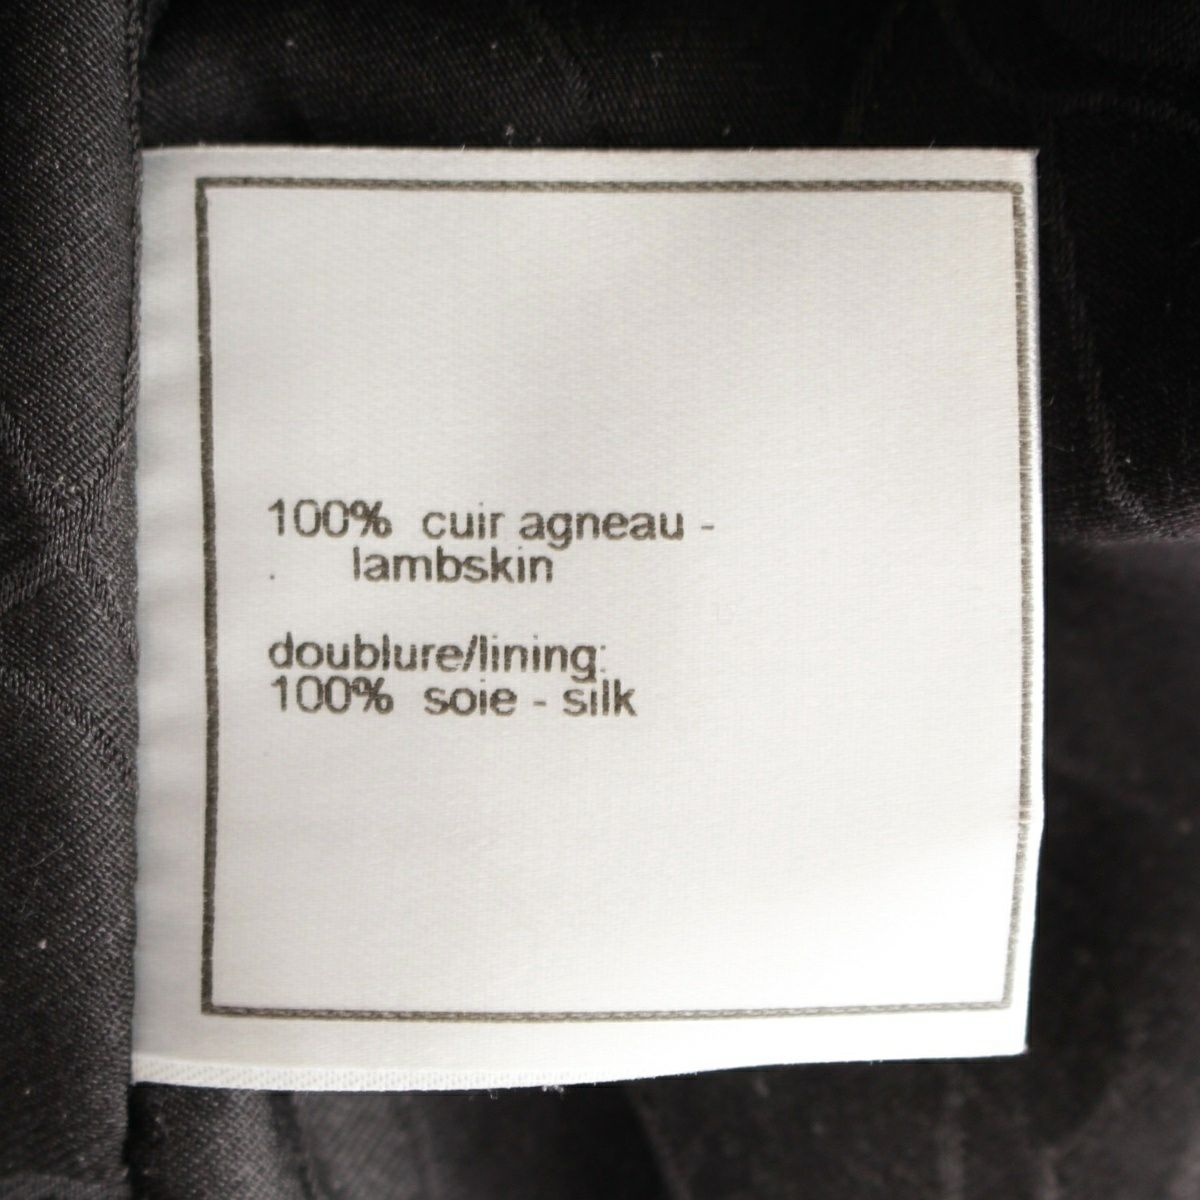 100% cuir agneau -
lambskin
doublure/lining:
100% soie - silk